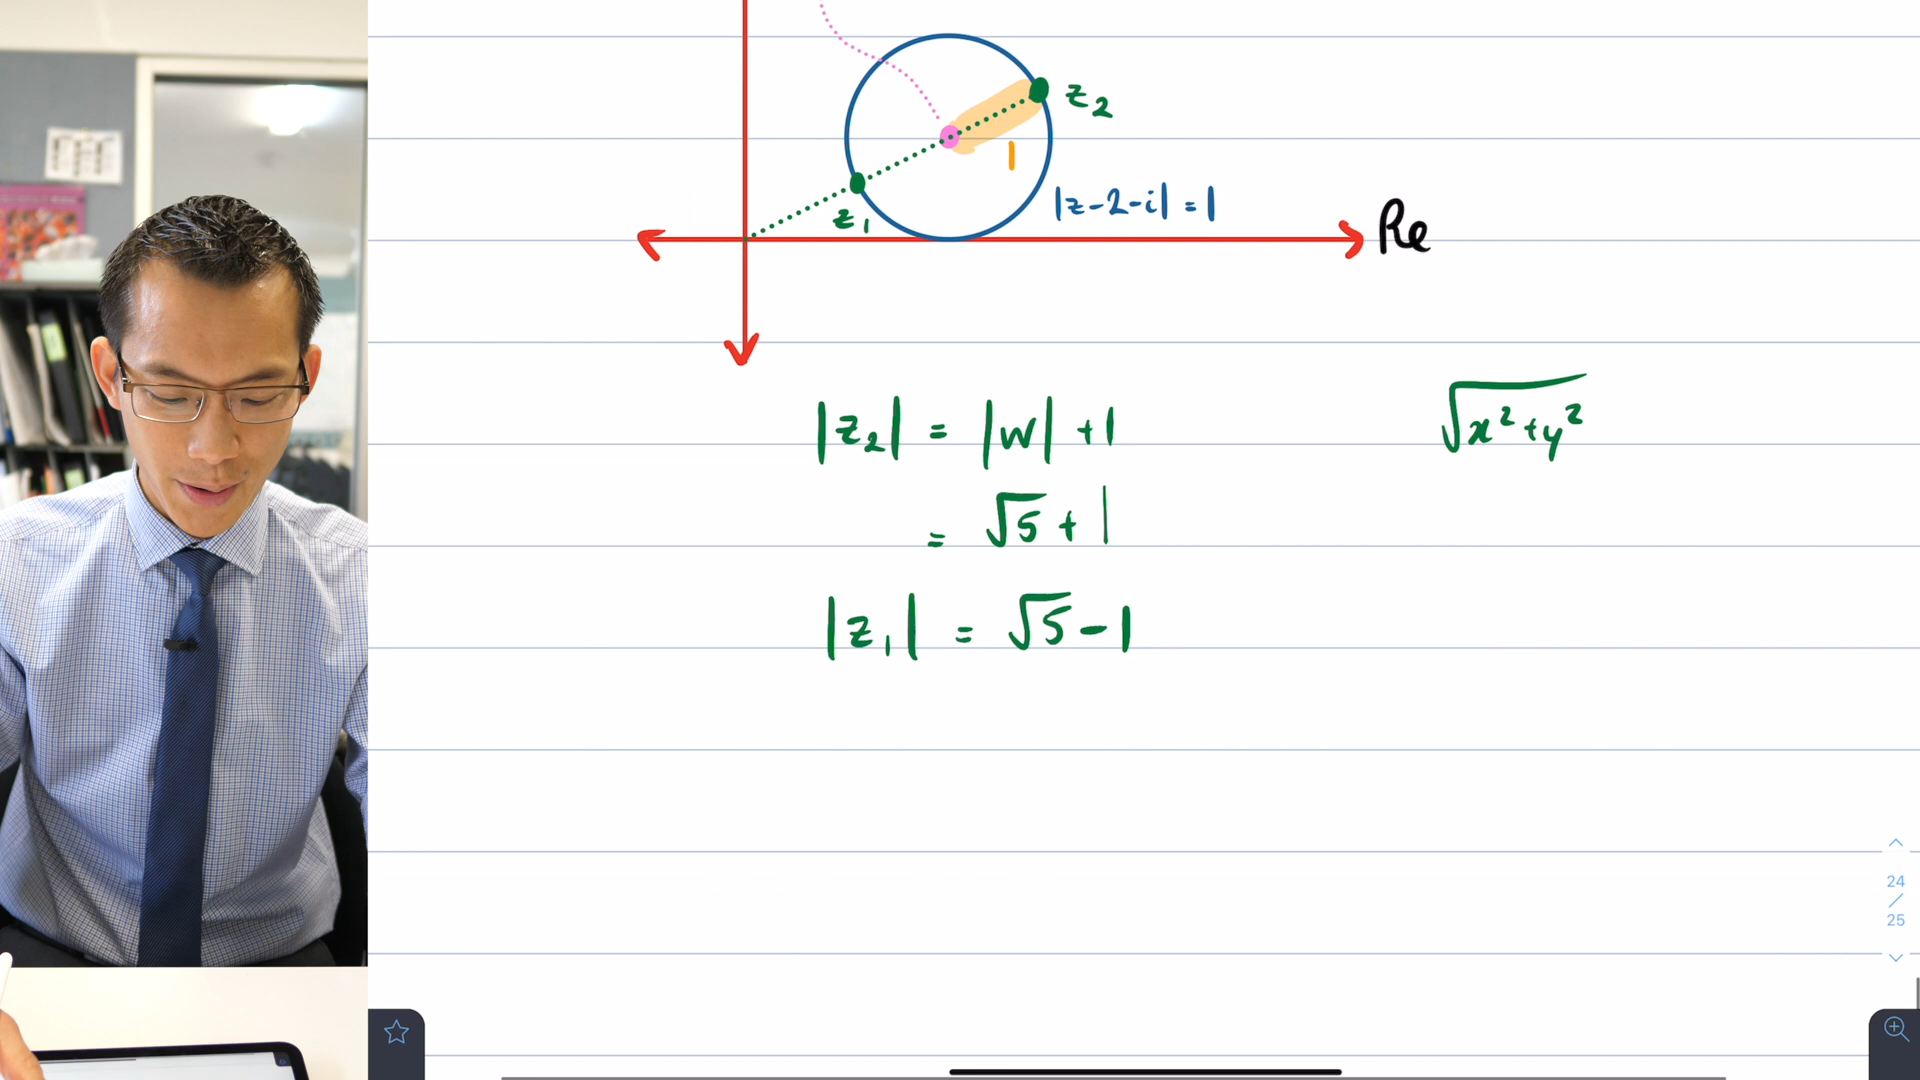 z₂
1
z₁
|z-2-i| = 1
Re
|z₂| = |w| + 1
√x² + y²
= √5 + 1
|z₁| = √5 - 1
24
/
25